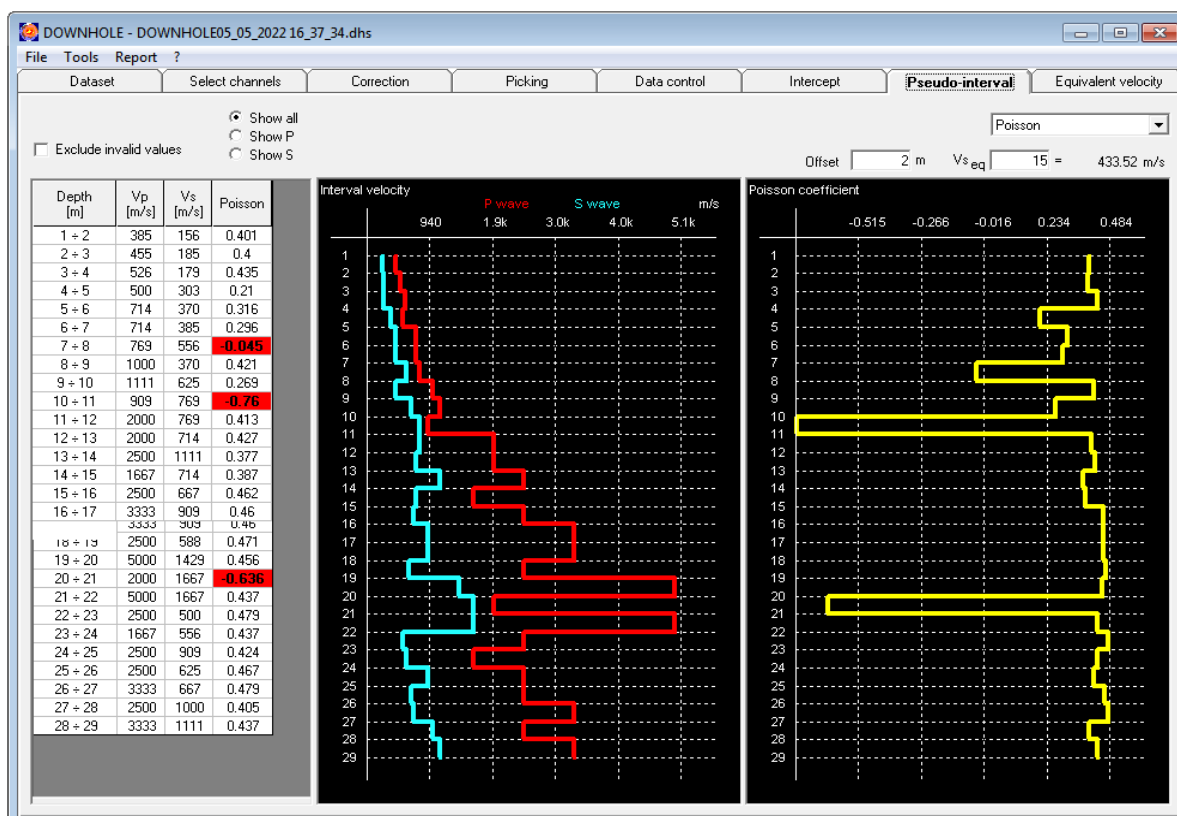 DOWNHOLE - DOWNHOLE05_05_2022 16_37_34.dhs
File Tools Report ?
Dataset Select channels Correction Picking Data control Intercept Pseudo-interval Equivalent velocity
Exclude invalid values
Show all
Show P
Show S
Poisson
Offset 2 m Vs eq 15 = 433.52 m/s
Depth [m] Vp [m/s] Vs [m/s] Poisson
1 ÷ 2 385 156 0.401
2 ÷ 3 455 185 0.4
3 ÷ 4 526 179 0.435
4 ÷ 5 500 303 0.21
5 ÷ 6 714 370 0.316
6 ÷ 7 714 385 0.296
7 ÷ 8 769 556 -0.045
8 ÷ 9 1000 370 0.421
9 ÷ 10 1111 625 0.269
10 ÷ 11 909 769 -0.76
11 ÷ 12 2000 769 0.413
12 ÷ 13 2000 714 0.427
13 ÷ 14 2500 1111 0.377
14 ÷ 15 1667 714 0.387
15 ÷ 16 2500 667 0.462
16 ÷ 17 3333 909 0.46
3333 909 0.46
18 ÷ 19 2500 588 0.471
19 ÷ 20 5000 1429 0.456
20 ÷ 21 2000 1667 -0.636
21 ÷ 22 5000 1667 0.437
22 ÷ 23 2500 500 0.479
23 ÷ 24 1667 556 0.437
24 ÷ 25 2500 909 0.424
25 ÷ 26 2500 625 0.467
26 ÷ 27 3333 667 0.479
27 ÷ 28 2500 1000 0.405
28 ÷ 29 3333 1111 0.437
Interval velocity
P wave S wave m/s
940 1.9k 3.0k 4.0k 5.1k
1
2
3
4
5
6
7
8
9
10
11
12
13
14
15
16
17
18
19
20
21
22
23
24
25
26
27
28
29
Poisson coefficient
-0.515 -0.266 -0.016 0.234 0.484
1
2
3
4
5
6
7
8
9
10
11
12
13
14
15
16
17
18
19
20
21
22
23
24
25
26
27
28
29